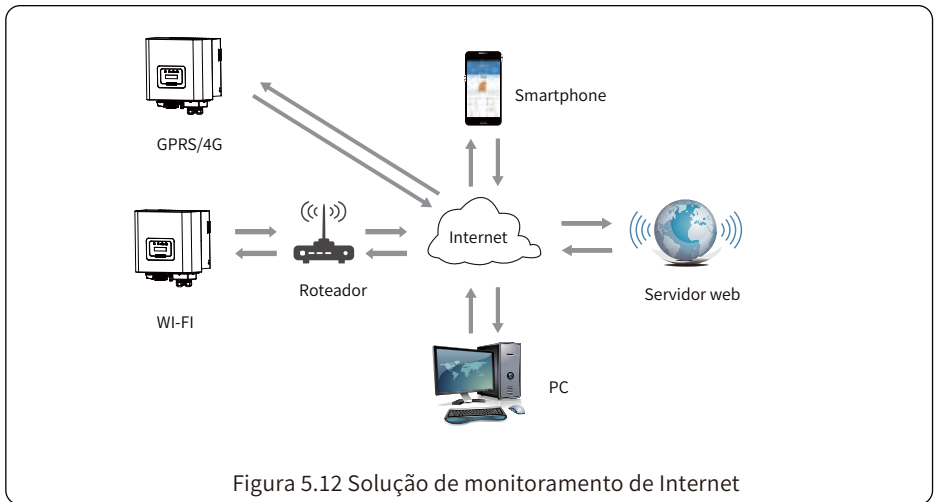 Smartphone
GPRS/4G
Internet
Roteador
Servidor web
WI-FI
PC
Figura 5.12 Solução de monitoramento de Internet